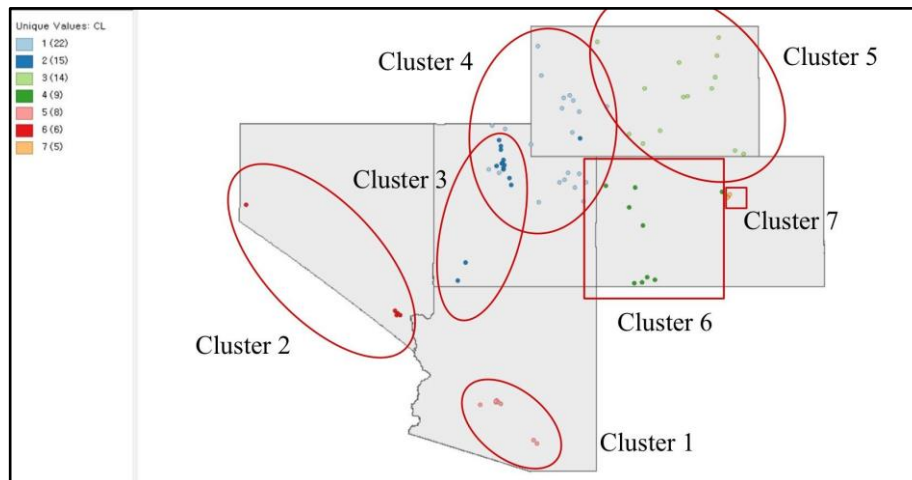 Unique Values: CL
1 (22)
2 (15)
3 (14)
4 (9)
5 (8)
6 (6)
7 (5)
Cluster 4
Cluster 5
Cluster 3
Cluster 7
Cluster 2
Cluster 6
Cluster 1